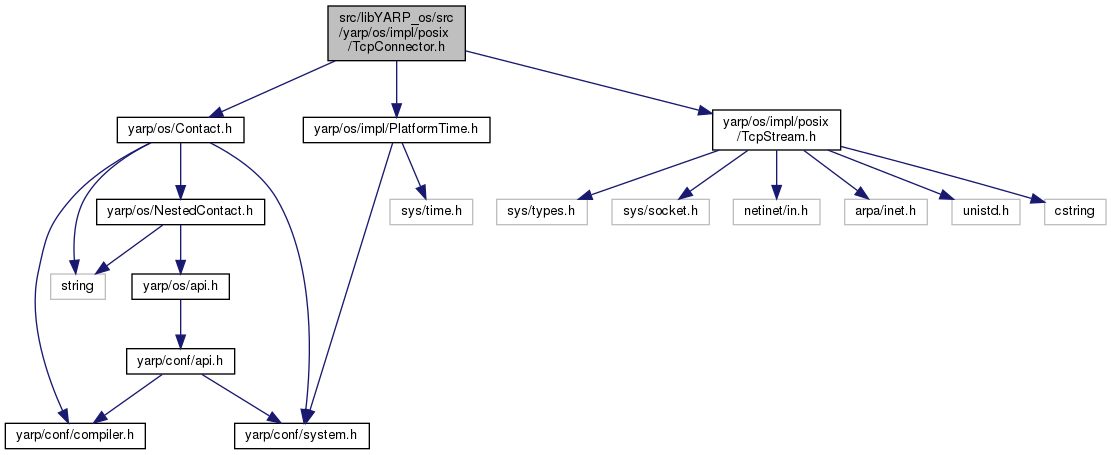 src/libYARP_os/src
/yarp/os/impl/posix
/TcpConnector.h
yarp/os/Contact.h
yarp/os/impl/PlatformTime.h
yarp/os/impl/posix
/TcpStream.h
yarp/os/NestedContact.h
sys/time.h
sys/types.h
sys/socket.h
netinet/in.h
arpa/inet.h
unistd.h
cstring
string
yarp/os/api.h
yarp/conf/api.h
yarp/conf/compiler.h
yarp/conf/system.h